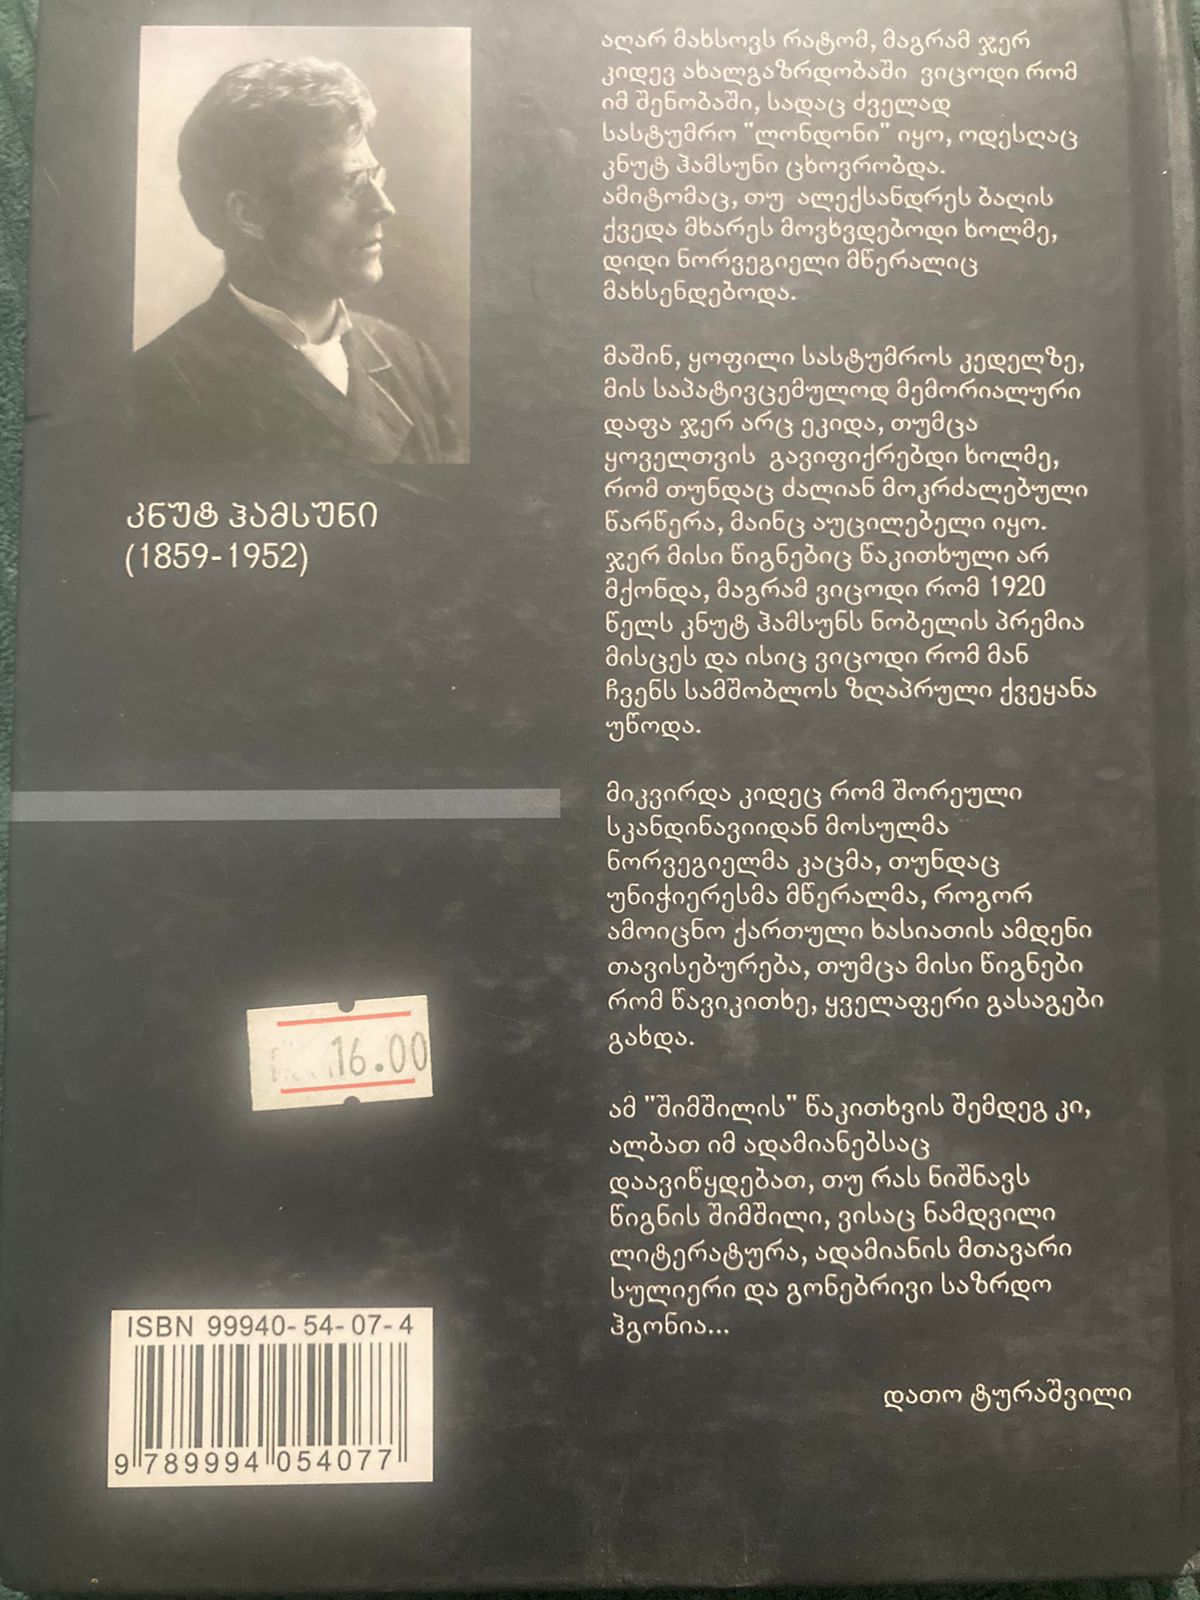 კნუტ ჰამსუნი
(1859-1952)
აღარ მახსოვს რატომ, მაგრამ ჯერ
კიდევ ახალგაზრდობაში ვიცოდი რომ
იმ შენობაში, სადაც ძველად
სასტუმრო "ლონდონი" იყო, ოდესღაც
კნუტ ჰამსუნი ცხოვრობდა.
ამიტომაც, თუ ალექსანდრეს ბაღის
ქვედა მხარეს მოვხვდებოდი ხოლმე,
დიდი ნორვეგიელი მწერალიც
მახსენდებოდა.
მაშინ, ყოფილი სასტუმროს კედელზე,
მის საპატივცემულოდ მემორიალური
დაფა ჯერ არც ეკიდა, თუმცა
ყოველთვის გავიფიქრებდი ხოლმე,
რომ თუნდაც ძალიან მოკრძალებული
წარწერა, მაინც აუცილებელი იყო.
ჯერ მისი წიგნებიც წაკითხული არ
მქონდა, მაგრამ ვიცოდი რომ 1920
წელს კნუტ ჰამსუნს ნობელის პრემია
მისცეს და ისიც ვიცოდი რომ მან
ჩვენს სამშობლოს ზღაპრული ქვეყანა
უწოდა.
მიკვირდა კიდეც რომ შორეული
სკანდინავიიდან მოსულმა
ნორვეგიელმა კაცმა, თუნდაც
უნიჭიერესმა მწერალმა, როგორ
ამოიცნო ქართული ხასიათის ამდენი
თავისებურება, თუმცა მისი წიგნები
რომ წავიკითხე, ყველაფერი გასაგები
გახდა.
ამ "შიმშილის" წაკითხვის შემდეგ კი,
ალბათ იმ ადამიანებსაც
დაავიწყდებათ, თუ რას ნიშნავს
წიგნის შიმშილი, ვისაც ნამდვილი
ლიტერატურა, ადამიანის მთავარი
სულიერი და გონებრივი საზრდო
ჰგონია...
დათო ტურაშვილი
16.00
ISBN 99940-54-07-4
9 789994 054077